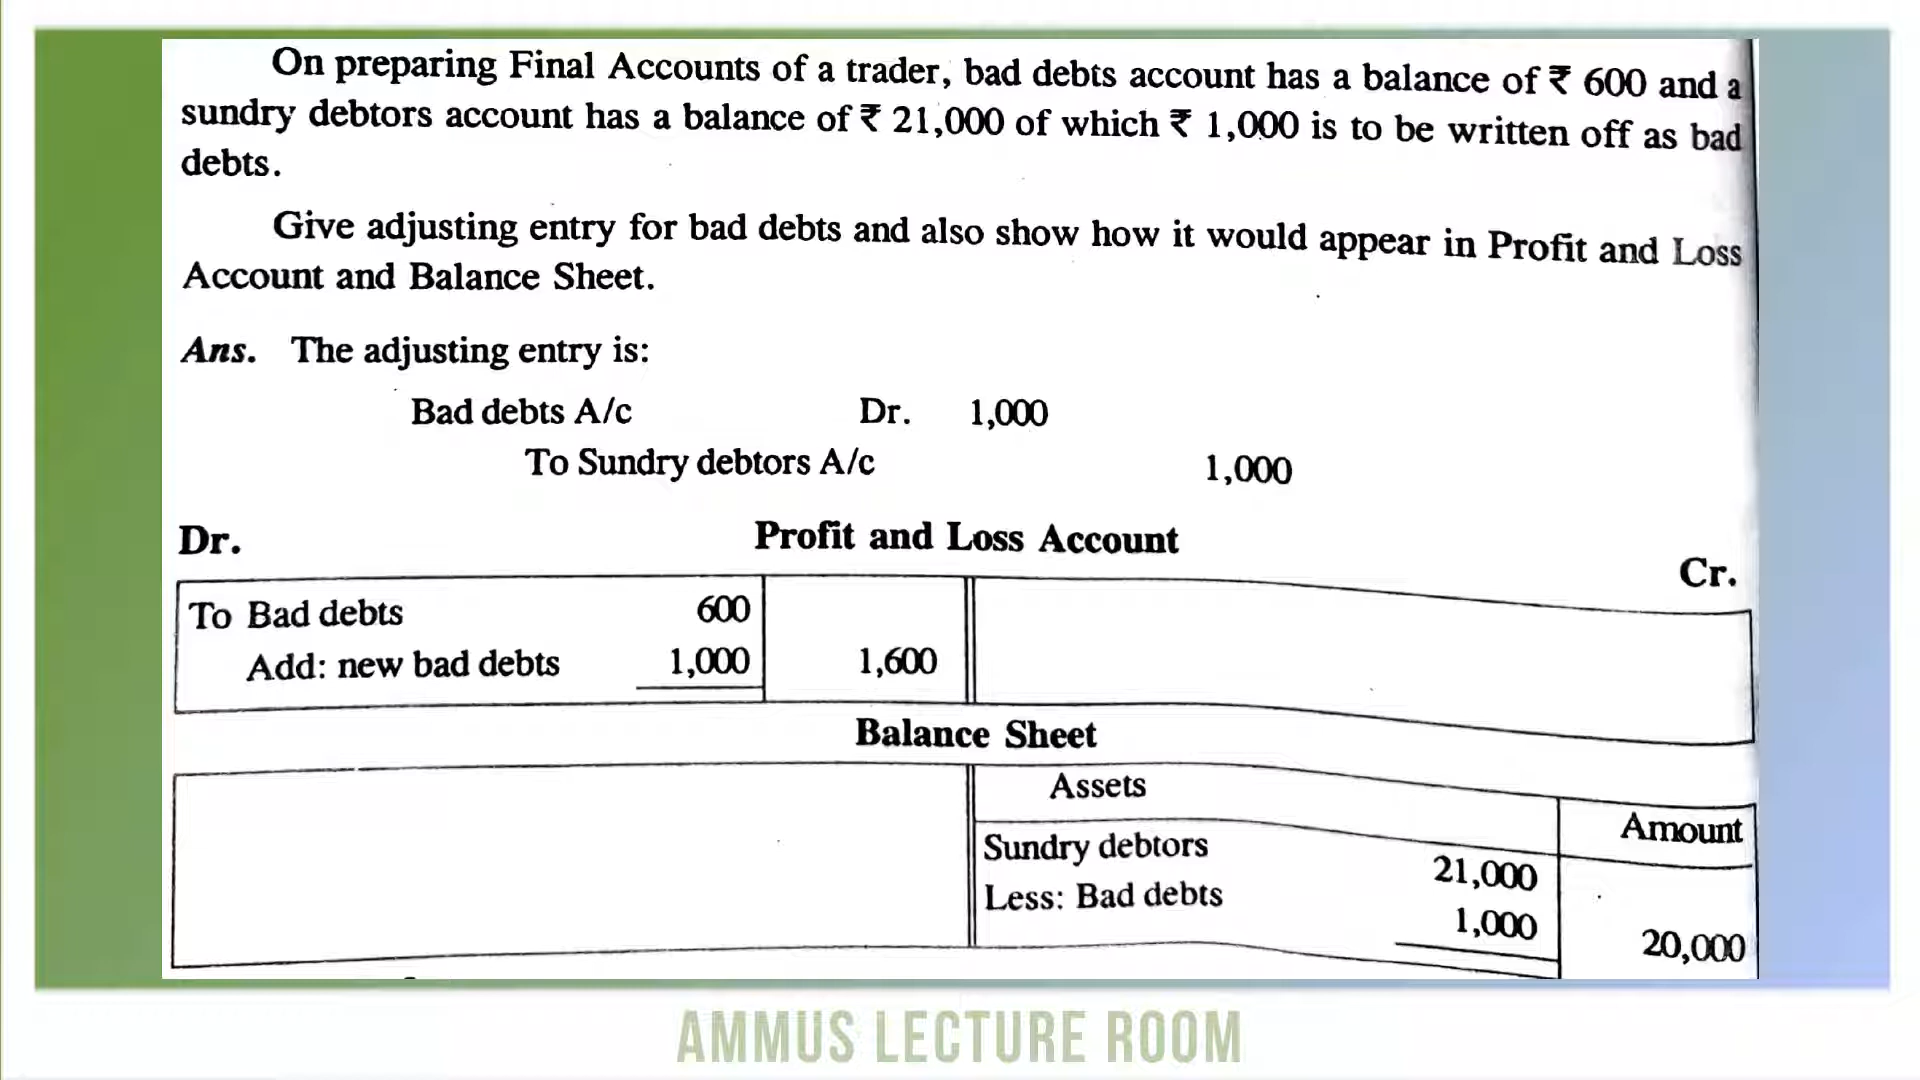 On preparing Final Accounts of a trader, bad debts account has a balance of ₹ 600 and a
sundry debtors account has a balance of ₹ 21,000 of which ₹ 1,000 is to be written off as bad
debts.
Give adjusting entry for bad debts and also show how it would appear in Profit and Loss
Account and Balance Sheet.
Ans. The adjusting entry is:
Bad debts A/c Dr. 1,000
To Sundry debtors A/c 1,000
Dr. Profit and Loss Account Cr.
To Bad debts 600
Add: new bad debts 1,000 1,600
Balance Sheet
Assets Amount
Sundry debtors 21,000
Less: Bad debts 1,000 20,000
AMMUS LECTURE ROOM